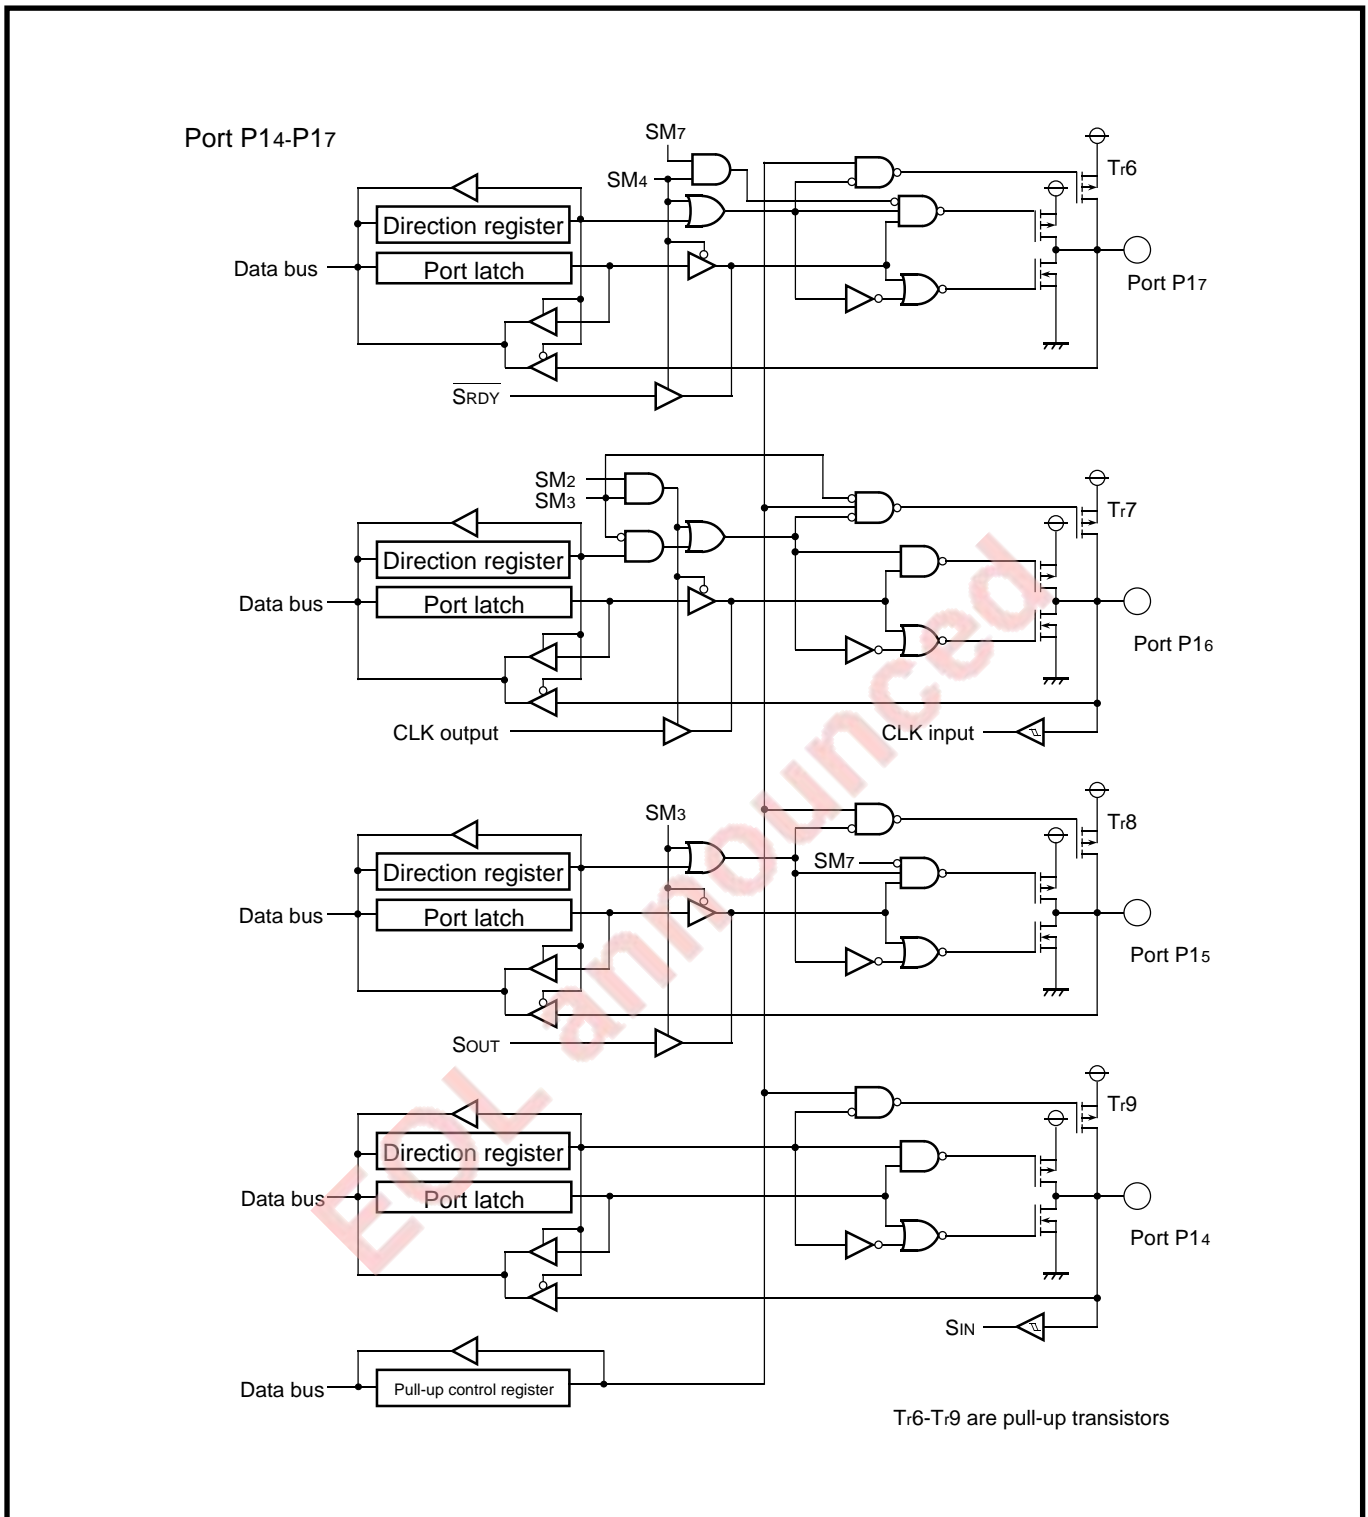 Port P14-P17
SM7
SM4
Tr6
Direction register
Port latch
Data bus
Port P17
SRDY
SM2
SM3
Tr7
Direction register
Port latch
Data bus
Port P16
CLK output
CLK input
SM3
Tr8
Direction register
SM7
Port latch
Data bus
Port P15
SOUT
Tr9
Direction register
Port latch
Data bus
Port P14
SIN
Data bus
Pull-up control register
Tr6-Tr9 are pull-up transistors
EOL announced